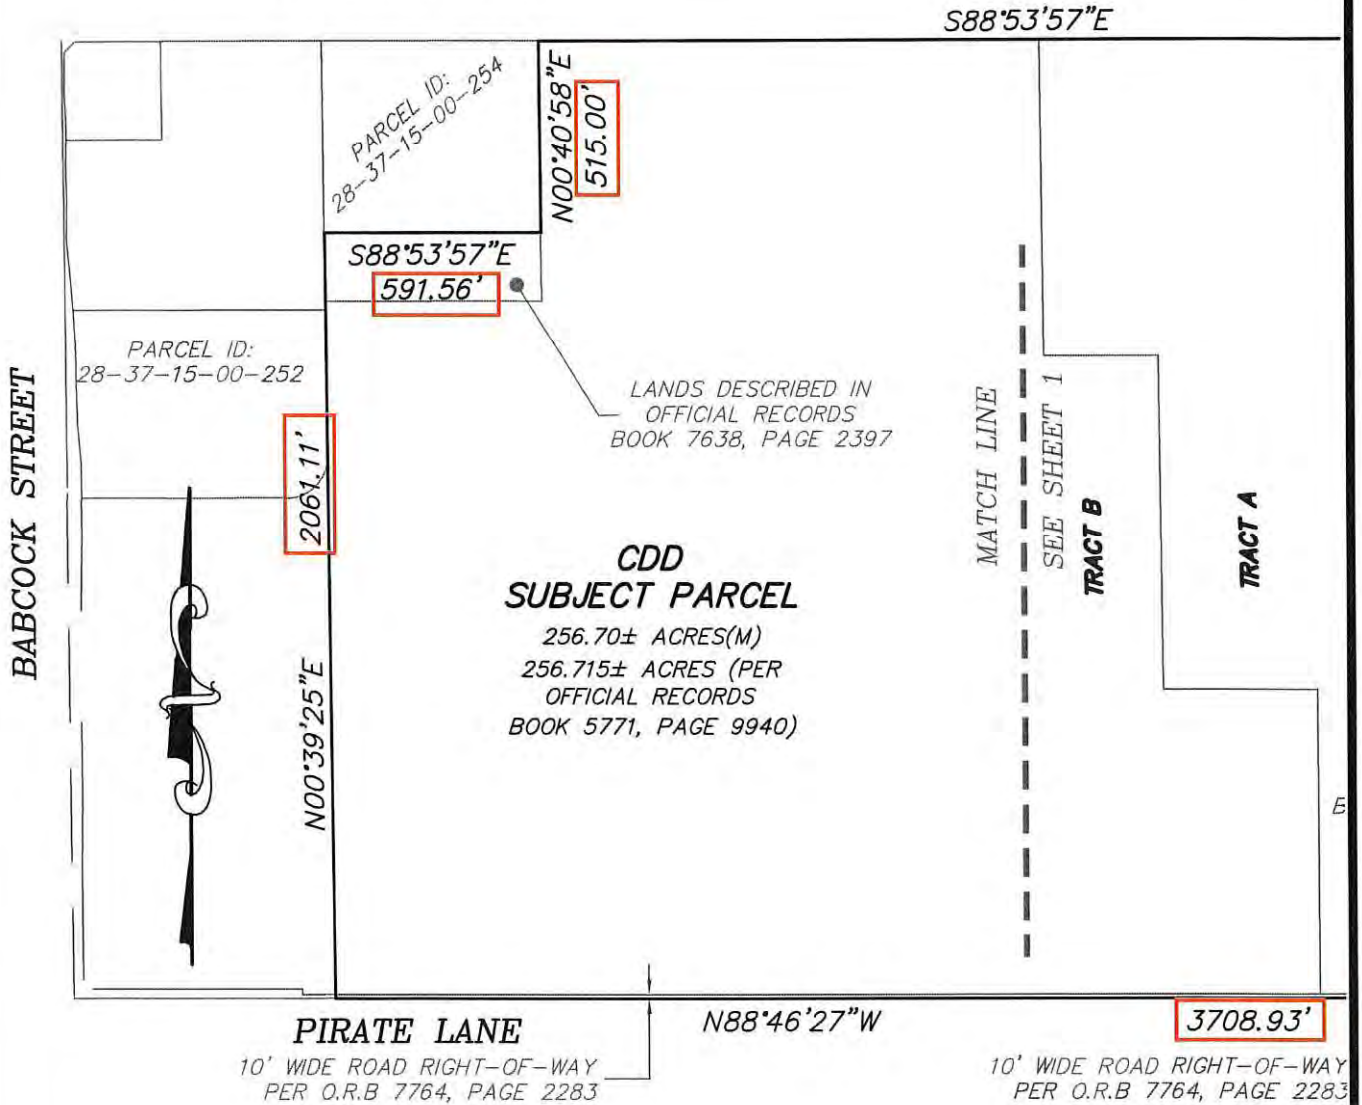 S88°53'57"E
PARCEL ID:
28-37-15-00-254
N00°40'58"E
515.00'
S88°53'57"E
591.56'
PARCEL ID:
28-37-15-00-252
LANDS DESCRIBED IN
OFFICIAL RECORDS
BOOK 7638, PAGE 2397
BABCOCK STREET
2061.11'
N00°39'25"E
MATCH LINE
SEE SHEET 1
TRACT B
TRACT A
CDD
SUBJECT PARCEL
256.70± ACRES(M)
256.715± ACRES (PER
OFFICIAL RECORDS
BOOK 5771, PAGE 9940)
PIRATE LANE
N88°46'27"W
3708.93'
10' WIDE ROAD RIGHT-OF-WAY
PER O.R.B 7764, PAGE 2283
10' WIDE ROAD RIGHT-OF-WAY
PER O.R.B 7764, PAGE 2283